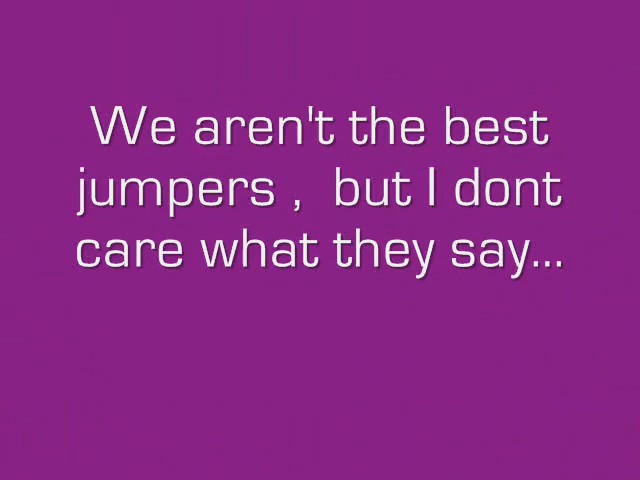 We aren't the best
jumpers ,  but I dont
care what they say...